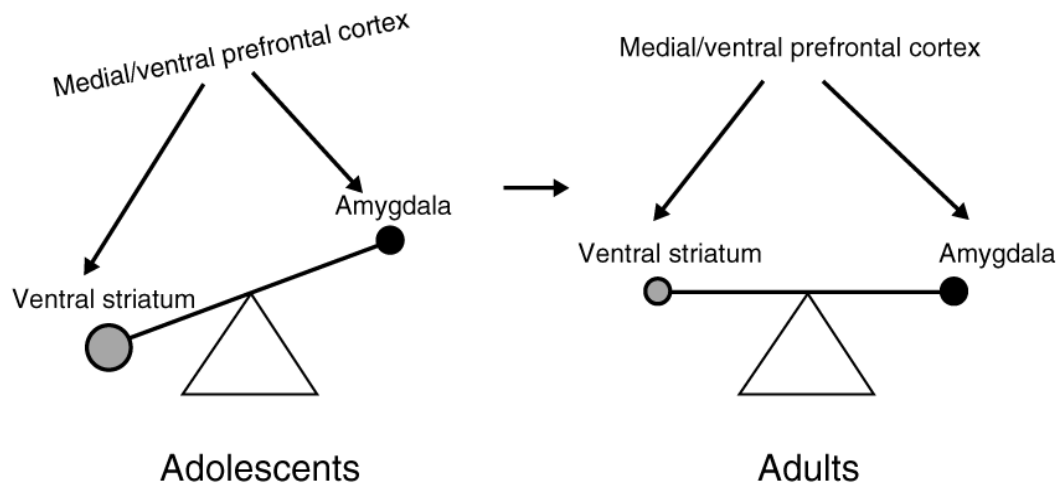 Medial/ventral prefrontal cortex
Amygdala
Ventral striatum
Adolescents
Medial/ventral prefrontal cortex
Ventral striatum
Amygdala
Adults